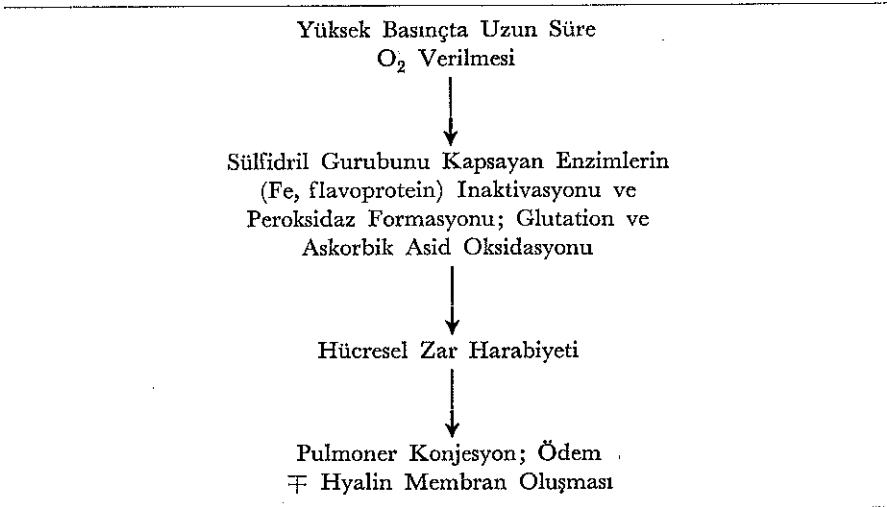 Yüksek Basınçta Uzun Süre
O₂ Verilmesi
Sülfidril Gurubunu Kapsayan Enzimlerin
(Fe, flavoprotein) Inaktivasyonu ve
Peroksidaz Formasyonu; Glutation ve
Askorbik Asid Oksidasyonu
Hücresel Zar Harabiyeti
Pulmoner Konjesyon; Ödem
∓ Hyalin Membran Oluşması